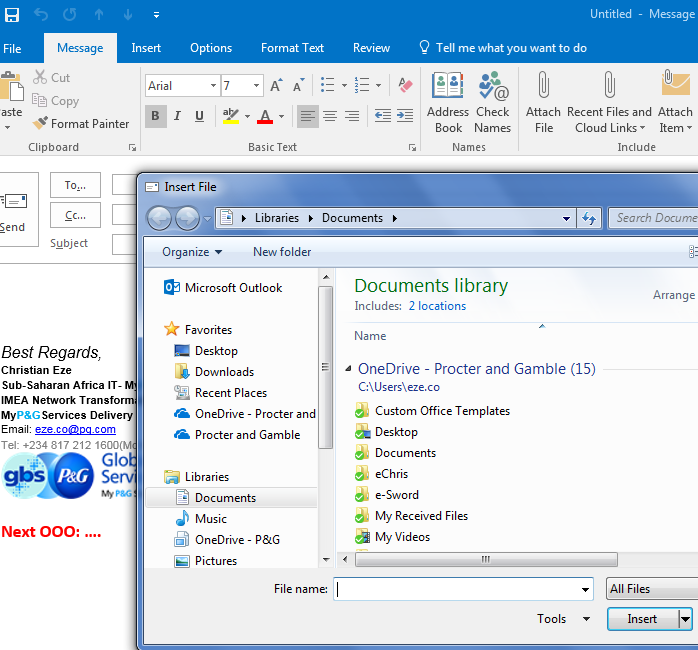 Untitled - Message
File Message Insert Options Format Text Review Tell me what you want to do
Cut
Copy
Format Painter
Clipboard
Arial 7
B I U
Basic Text
Address Book
Check Names
Names
Attach File
Recent Files and Cloud Links
Attach Item
Include
Send
To...
Cc...
Subject
Insert File
Libraries Documents
Search Docume
Organize New folder
Microsoft Outlook
Favorites
Desktop
Downloads
Recent Places
OneDrive - Procter and
Procter and Gamble
Libraries
Documents
Music
OneDrive - P&G
Pictures
Documents library
Includes: 2 locations
Arrange
Name
OneDrive - Procter and Gamble (15)
C:\Users\eze.co
Custom Office Templates
Desktop
Documents
eChris
e-Sword
My Received Files
My Videos
File name:
All Files
Tools
Insert
Best Regards,
Christian Eze
Sub-Saharan Africa IT- My
IMEA Network Transforma
MyP&G Services Delivery
Email: eze.co@pg.com
Tel: +234 817 212 1600(Mo
gbs P&G Glob
Servi
My P&G S
Next OOO: ....